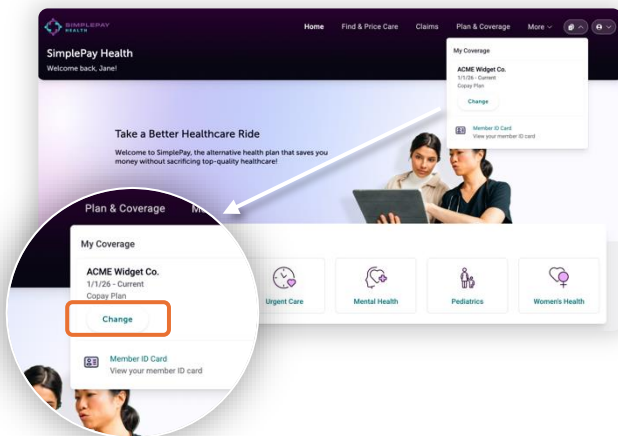 SIMPLEPAY
HEALTH
Home Find & Price Care Claims Plan & Coverage More
SimplePay Health
Welcome back, Jane!
My Coverage
ACME Widget Co.
1/1/26 - Current
Copay Plan
Change
Member ID Card
View your member ID card
Take a Better Healthcare Ride
Welcome to SimplePay, the alternative health plan that saves you
money without sacrificing top-quality healthcare!
Plan & Coverage
My Coverage
ACME Widget Co.
1/1/26 - Current
Copay Plan
Change
Member ID Card
View your member ID card
Urgent Care
Mental Health
Pediatrics
Women's Health